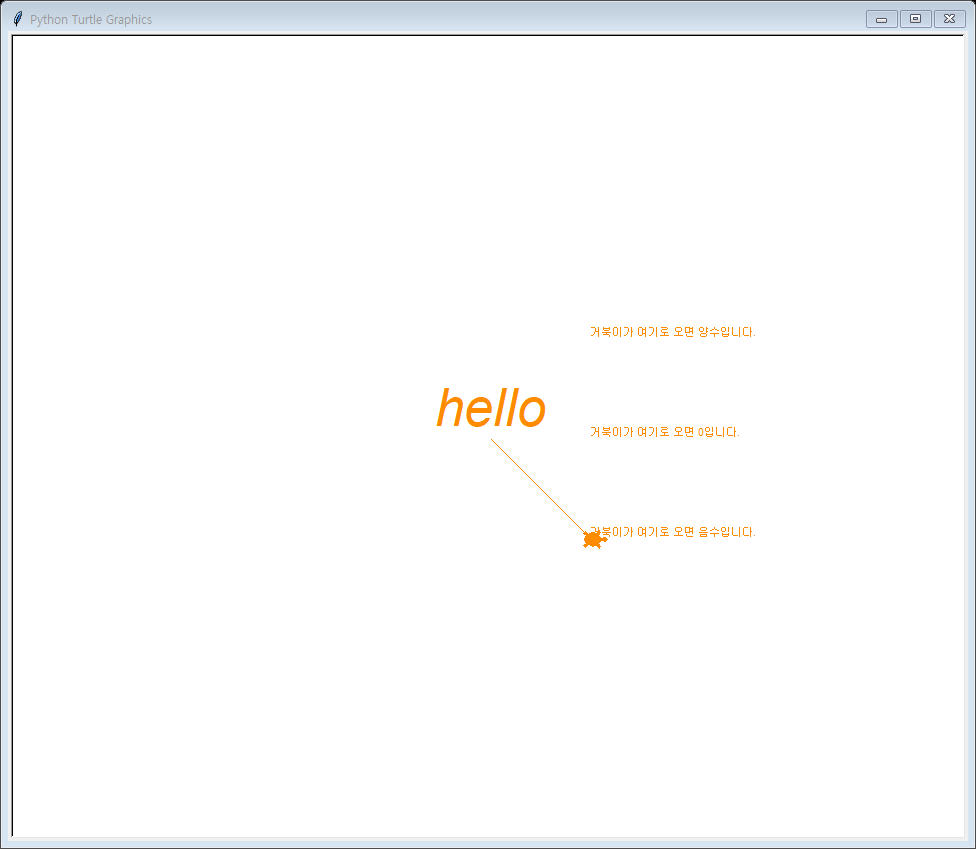 Python Turtle Graphics
거북이가 여기로 오면 양수입니다.
hello
거북이가 여기로 오면 0입니다.
거북이가 여기로 오면 음수입니다.